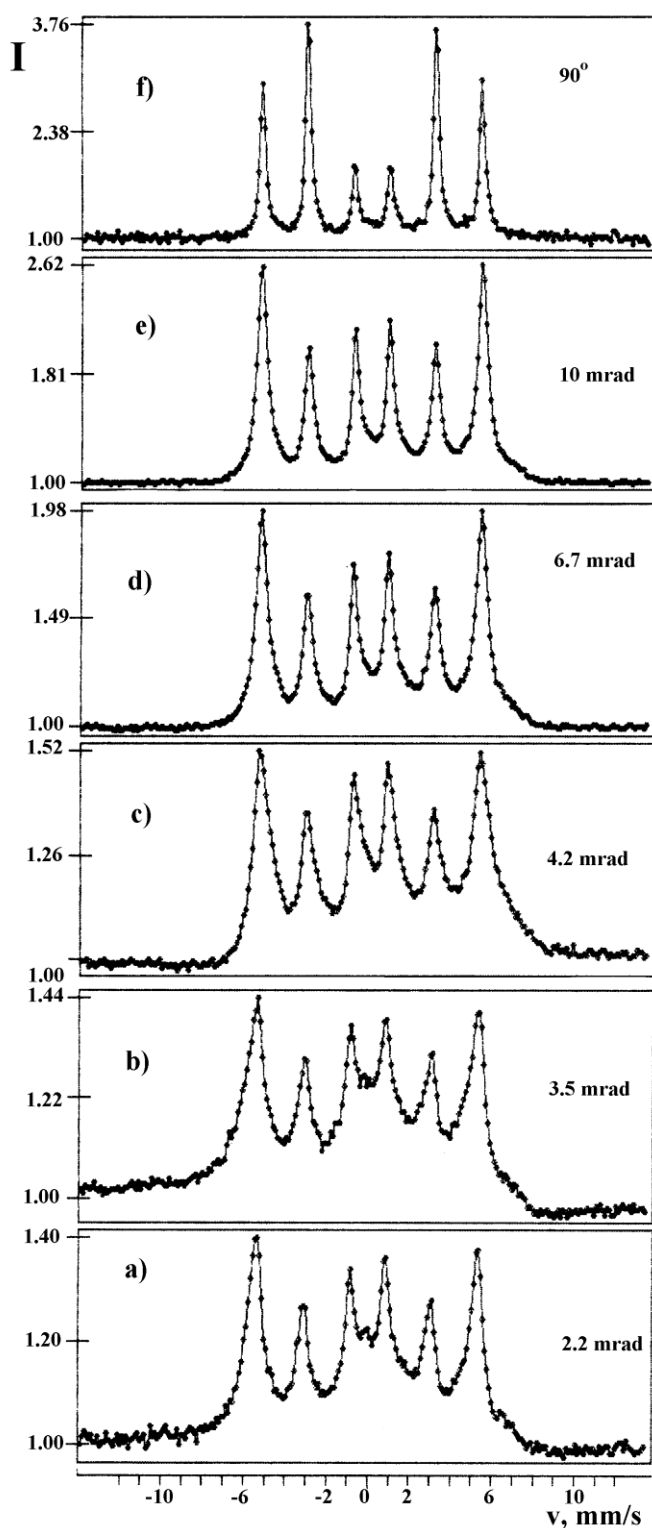 I
f)
90°
3.76
2.38
1.00
e)
10 mrad
2.62
1.81
1.00
d)
6.7 mrad
1.98
1.49
1.00
c)
4.2 mrad
1.52
1.26
1.00
b)
3.5 mrad
1.44
1.22
1.00
a)
2.2 mrad
1.40
1.20
1.00
-10 -6 -2 0 2 6 10
v, mm/s